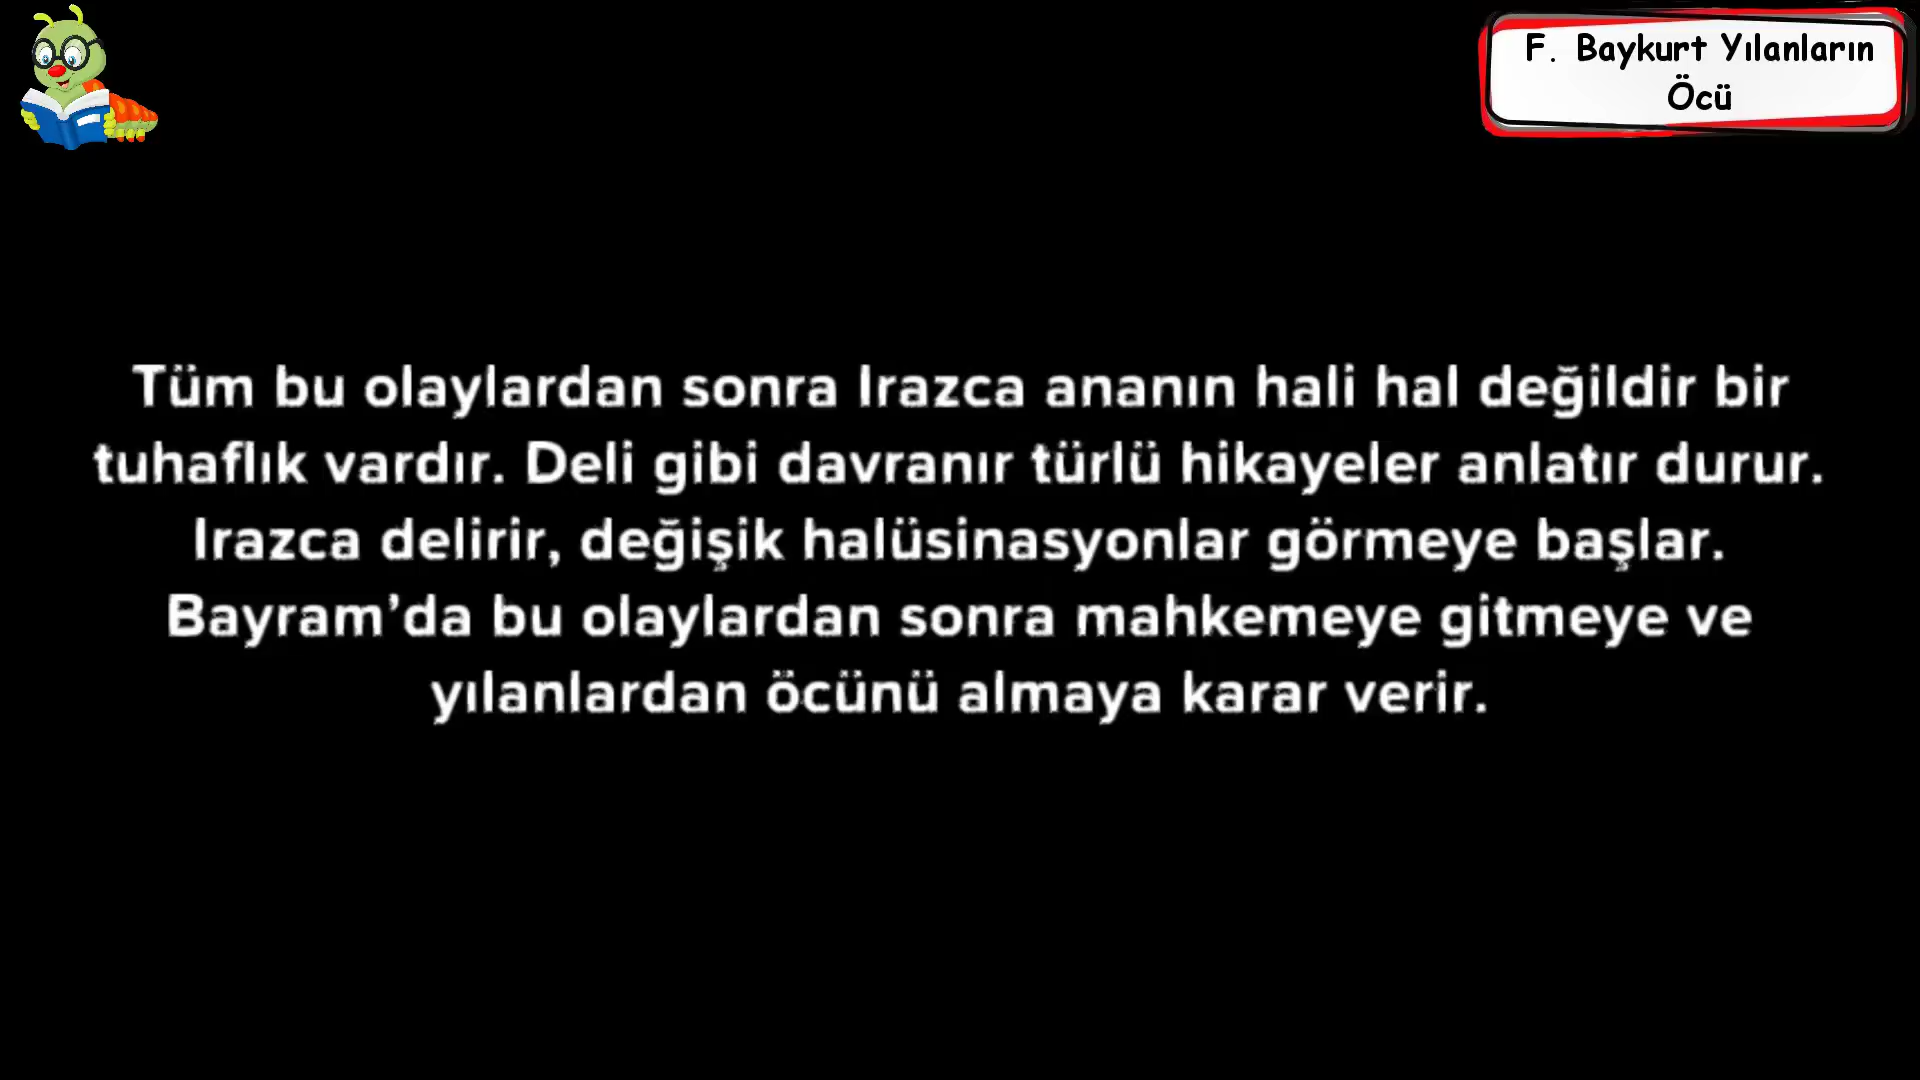 F. Baykurt Yılanların
Öcü
Tüm bu olaylardan sonra Irazca ananın hali hal değildir bir
tuhaflık vardır. Deli gibi davranır türlü hikayeler anlatır durur.
Irazca delirir, değişik halüsinasyonlar görmeye başlar.
Bayram’da bu olaylardan sonra mahkemeye gitmeye ve
yılanlardan öcünü almaya karar verir.